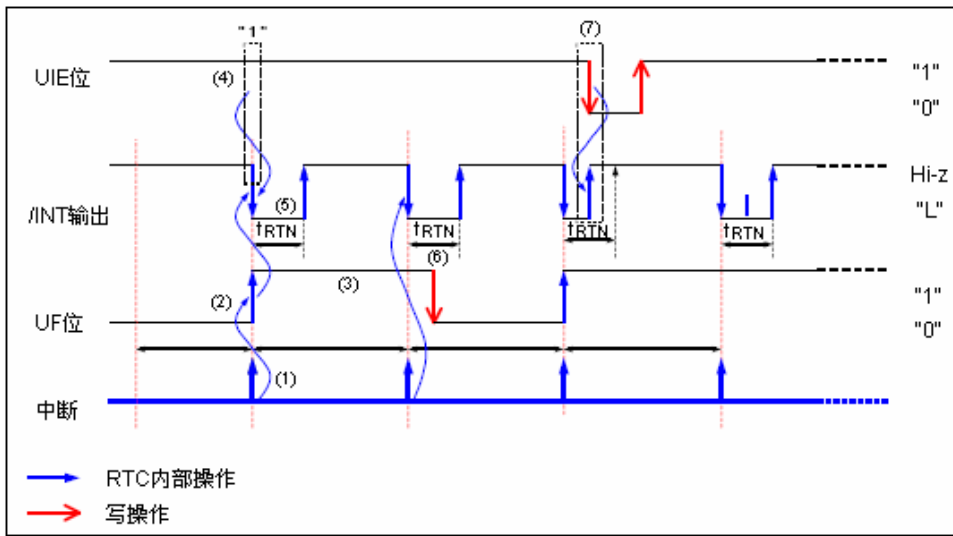 "1"
(7)
UIE位
(4)
"1"
"0"
/INT输出
(5)
tRTN
tRTN
tRTN
tRTN
Hi-z
"L"
(6)
UF位
(2)
(3)
"1"
"0"
中断
(1)
RTC内部操作
写操作